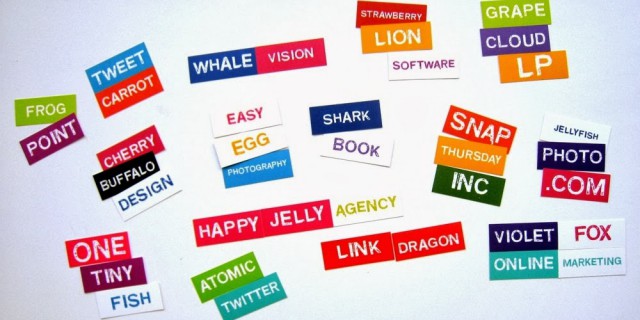 STRAWBERRY
LION
SOFTWARE
GRAPE
CLOUD
LP
TWEET
CARROT
WHALE VISION
FROG
POINT
CHERRY
BUFFALO
DESIGN
EASY
EGG
PHOTOGRAPHY
SHARK
BOOK
SNAP
THURSDAY
INC
JELLYFISH
PHOTO
.COM
HAPPY JELLY AGENCY
ONE
TINY
FISH
ATOMIC
TWITTER
LINK DRAGON
VIOLET FOX
ONLINE MARKETING